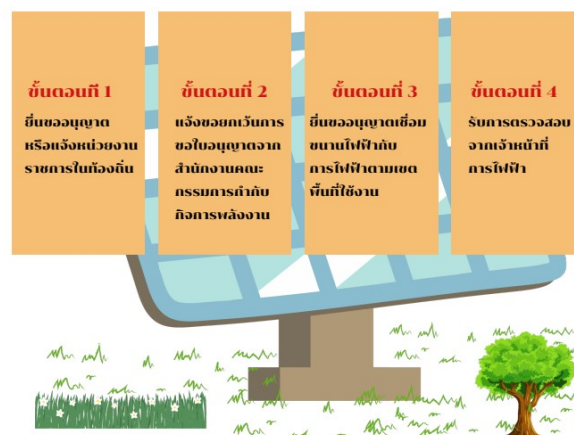 ขั้นตอนที่ 1
ยื่นขออนุญาต
หรือแจ้งหน่วยงาน
ราชการในท้องถิ่น
ขั้นตอนที่ 2
แจ้งขอยกเว้นการ
ขอใบอนุญาตจาก
สำนักงานคณะ
กรรมการกำกับ
กิจการพลังงาน
ขั้นตอนที่ 3
ยื่นขออนุญาตเชื่อม
ขนานไฟฟ้ากับ
การไฟฟ้าตามเขต
พื้นที่ใช้งาน
ขั้นตอนที่ 4
รับการตรวจสอบ
จากเจ้าหน้าที่
การไฟฟ้า